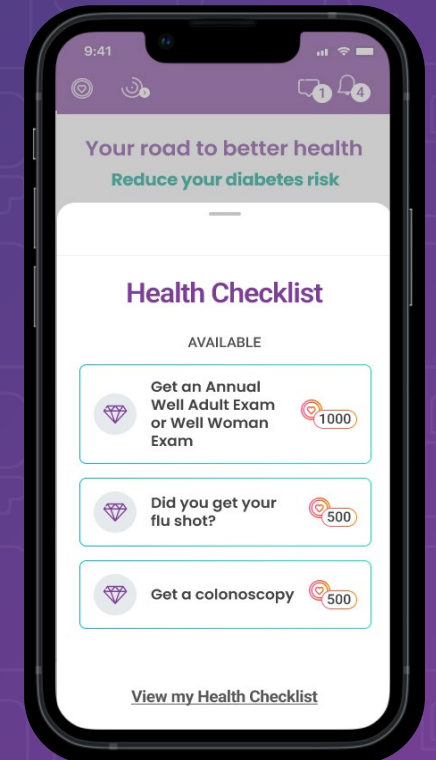 9:41
1
4
Your road to better health
Reduce your diabetes risk
Health Checklist
AVAILABLE
Get an Annual
Well Adult Exam
or Well Woman
Exam
1000
Did you get your
flu shot?
500
Get a colonoscopy
500
View my Health Checklist